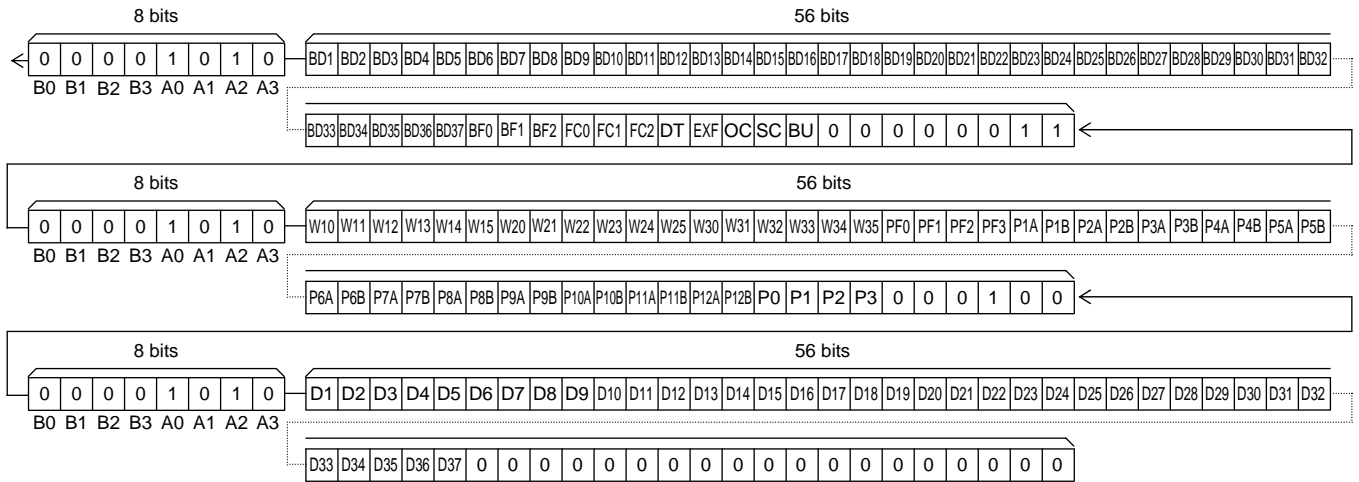 8 bits 56 bits
0 0 0 0 1 0 1 0 BD1 BD2 BD3 BD4 BD5 BD6 BD7 BD8 BD9 BD10 BD11 BD12 BD13 BD14 BD15 BD16 BD17 BD18 BD19 BD20 BD21 BD22 BD23 BD24 BD25 BD26 BD27 BD28 BD29 BD30 BD31 BD32
B0 B1 B2 B3 A0 A1 A2 A3
BD33 BD34 BD35 BD36 BD37 BF0 BF1 BF2 FC0 FC1 FC2 DT EXF OC SC BU 0 0 0 0 0 0 1 1
8 bits 56 bits
0 0 0 0 1 0 1 0 W10 W11 W12 W13 W14 W15 W20 W21 W22 W23 W24 W25 W30 W31 W32 W33 W34 W35 PF0 PF1 PF2 PF3 P1A P1B P2A P2B P3A P3B P4A P4B P5A P5B
B0 B1 B2 B3 A0 A1 A2 A3
P6A P6B P7A P7B P8A P8B P9A P9B P10A P10B P11A P11B P12A P12B P0 P1 P2 P3 0 0 0 1 0 0
8 bits 56 bits
0 0 0 0 1 0 1 0 D1 D2 D3 D4 D5 D6 D7 D8 D9 D10 D11 D12 D13 D14 D15 D16 D17 D18 D19 D20 D21 D22 D23 D24 D25 D26 D27 D28 D29 D30 D31 D32
B0 B1 B2 B3 A0 A1 A2 A3
D33 D34 D35 D36 D37 0 0 0 0 0 0 0 0 0 0 0 0 0 0 0 0 0 0 0